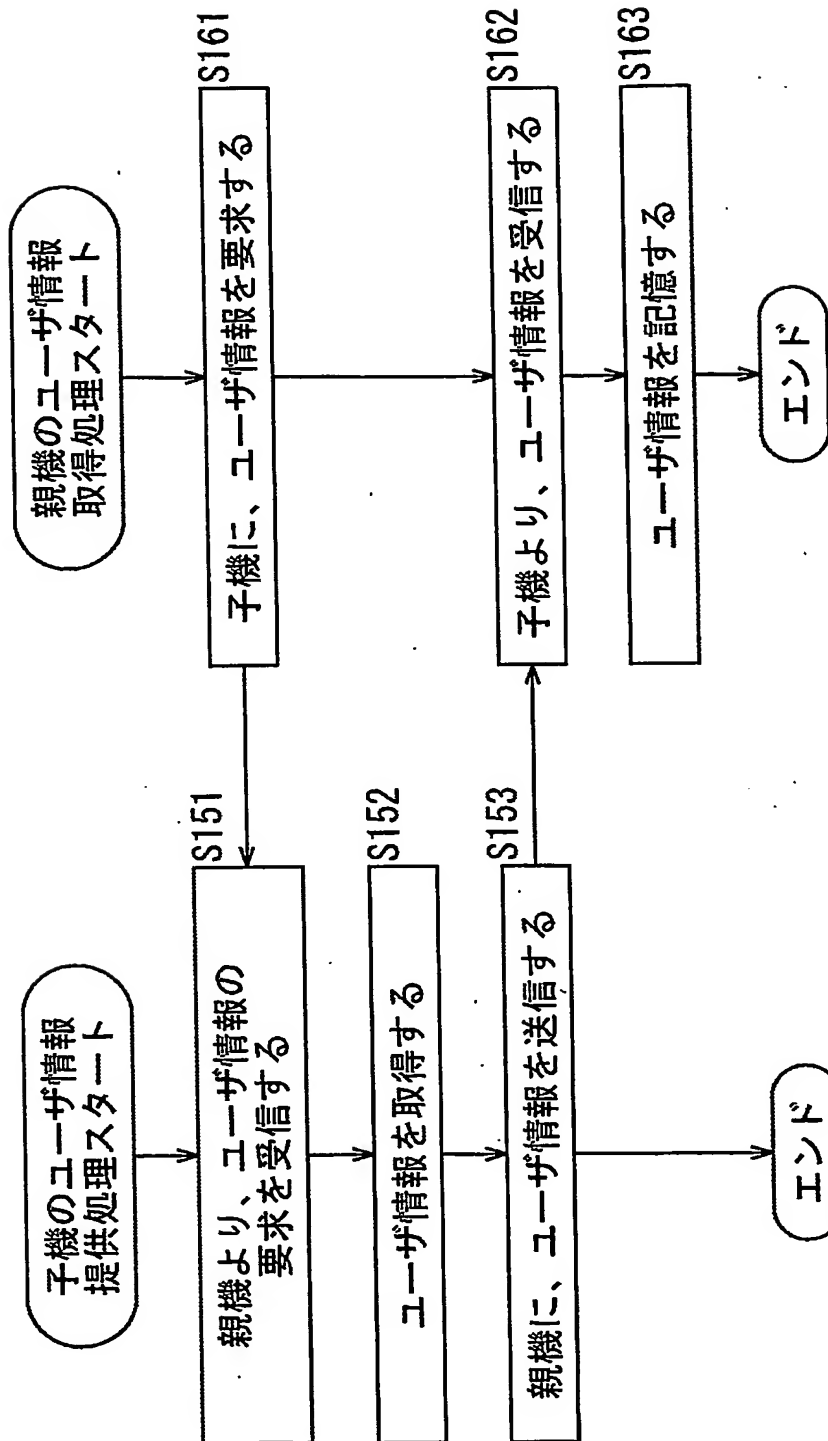 子機のユーザ情報
提供処理スタート
親機より、ユーザ情報の
要求を受信する
S151
ユーザ情報を取得する
S152
親機に、ユーザ情報を送信する
S153
エンド
親機のユーザ情報
取得処理スタート
子機に、ユーザ情報を要求する
S161
子機より、ユーザ情報を受信する
S162
ユーザ情報を記憶する
S163
エンド